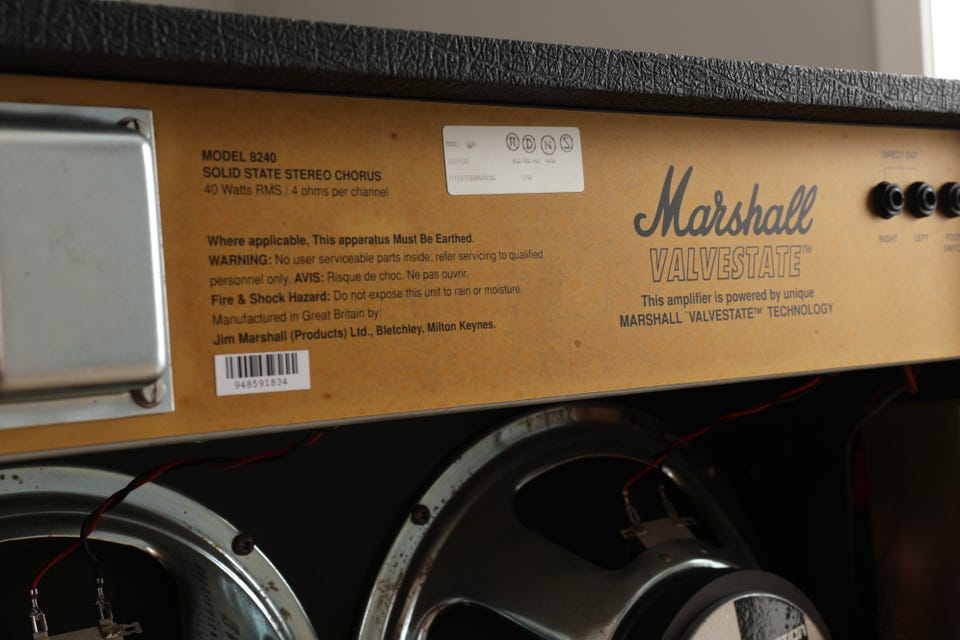 MODEL 8240
SOLID STATE STEREO CHORUS
40 Watts RMS / 4 ohms per channel
Where applicable, This apparatus Must Be Earthed.
WARNING: No user serviceable parts inside; refer servicing to qualified
personnel only. AVIS: Risque de choc. Ne pas ouvrir.
Fire & Shock Hazard: Do not expose this unit to rain or moisture.
Manufactured in Great Britain by:
Jim Marshall (Products) Ltd., Bletchley, Milton Keynes.
948591834
R D N S
Marshall
VALVESTATE™
This amplifier is powered by unique
MARSHALL 'VALVESTATE™' TECHNOLOGY
DIRECT OUT
RIGHT LEFT